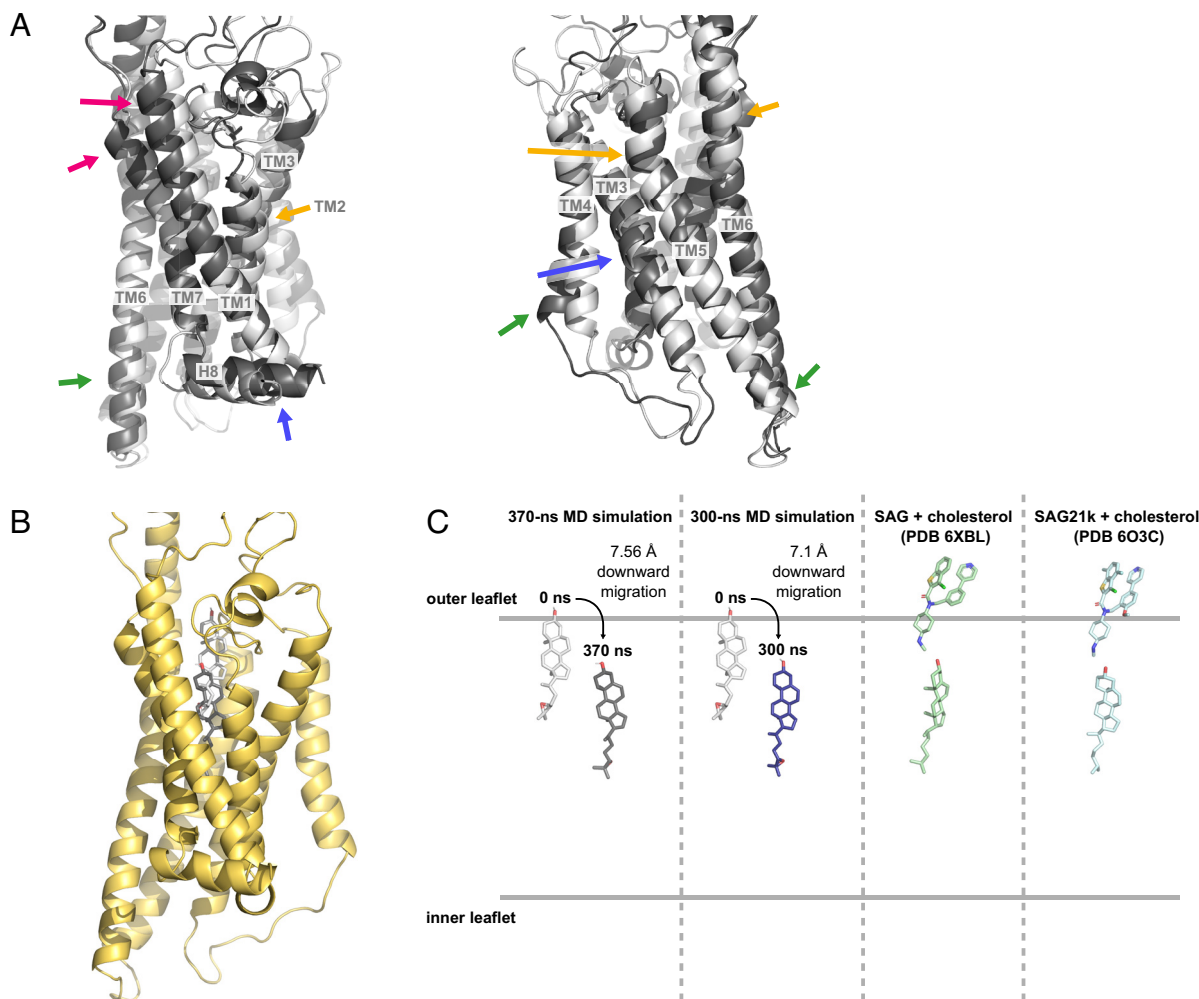 A
TM3
TM2
TM6
TM7
TM1
H8
TM3
TM4
TM6
TM5
B
C
370-ns MD simulation
300-ns MD simulation
SAG + cholesterol
(PDB 6XBL)
SAG21k + cholesterol
(PDB 6O3C)
7.56 Å
downward
migration
7.1 Å
downward
migration
outer leaflet
0 ns
0 ns
370 ns
300 ns
inner leaflet